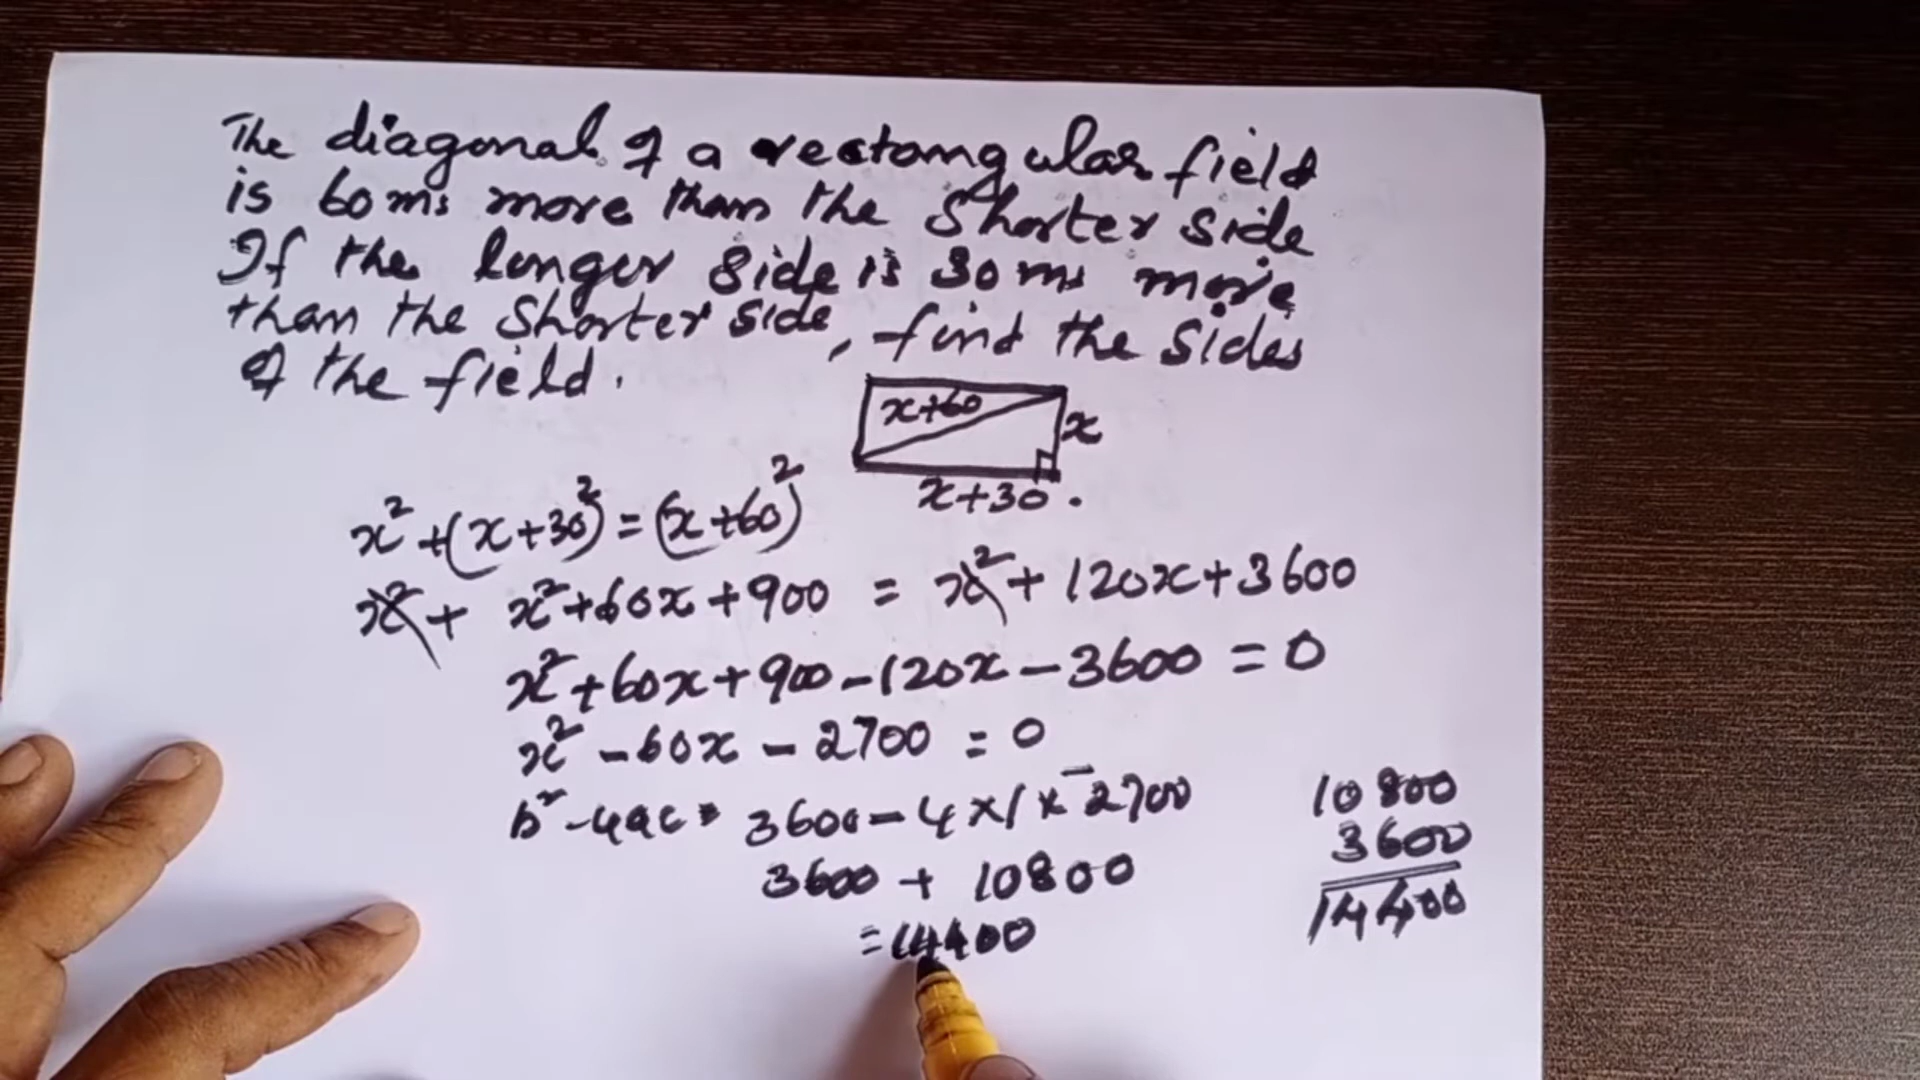 The diagonal of a rectangular field
is 60 ms more than the shorter side
If the longer side is 30 ms more
than the shorter side, find the sides
of the field.
x+60
x
x+30.
x²+(x+30)²=(x+60)²
x²+ x²+60x+900 = x²+ 120x+3600
x²+60x+900-120x-3600 = 0
x²-60x-2700 = 0
b²-4ac = 3600-4×1×-2700
3600 + 10800
=14400
10800
3600
14400